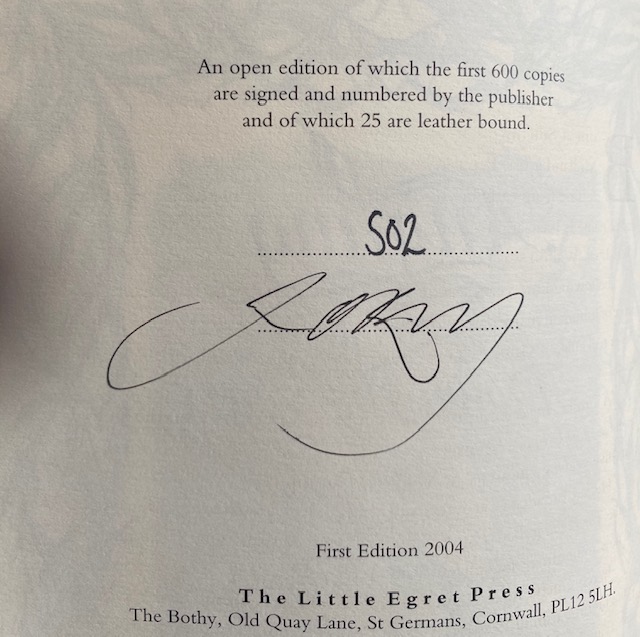 An open edition of which the first 600 copies
are signed and numbered by the publisher
and of which 25 are leather bound.
502
First Edition 2004
The Little Egret Press
The Bothy, Old Quay Lane, St Germans, Cornwall, PL12 5LH.